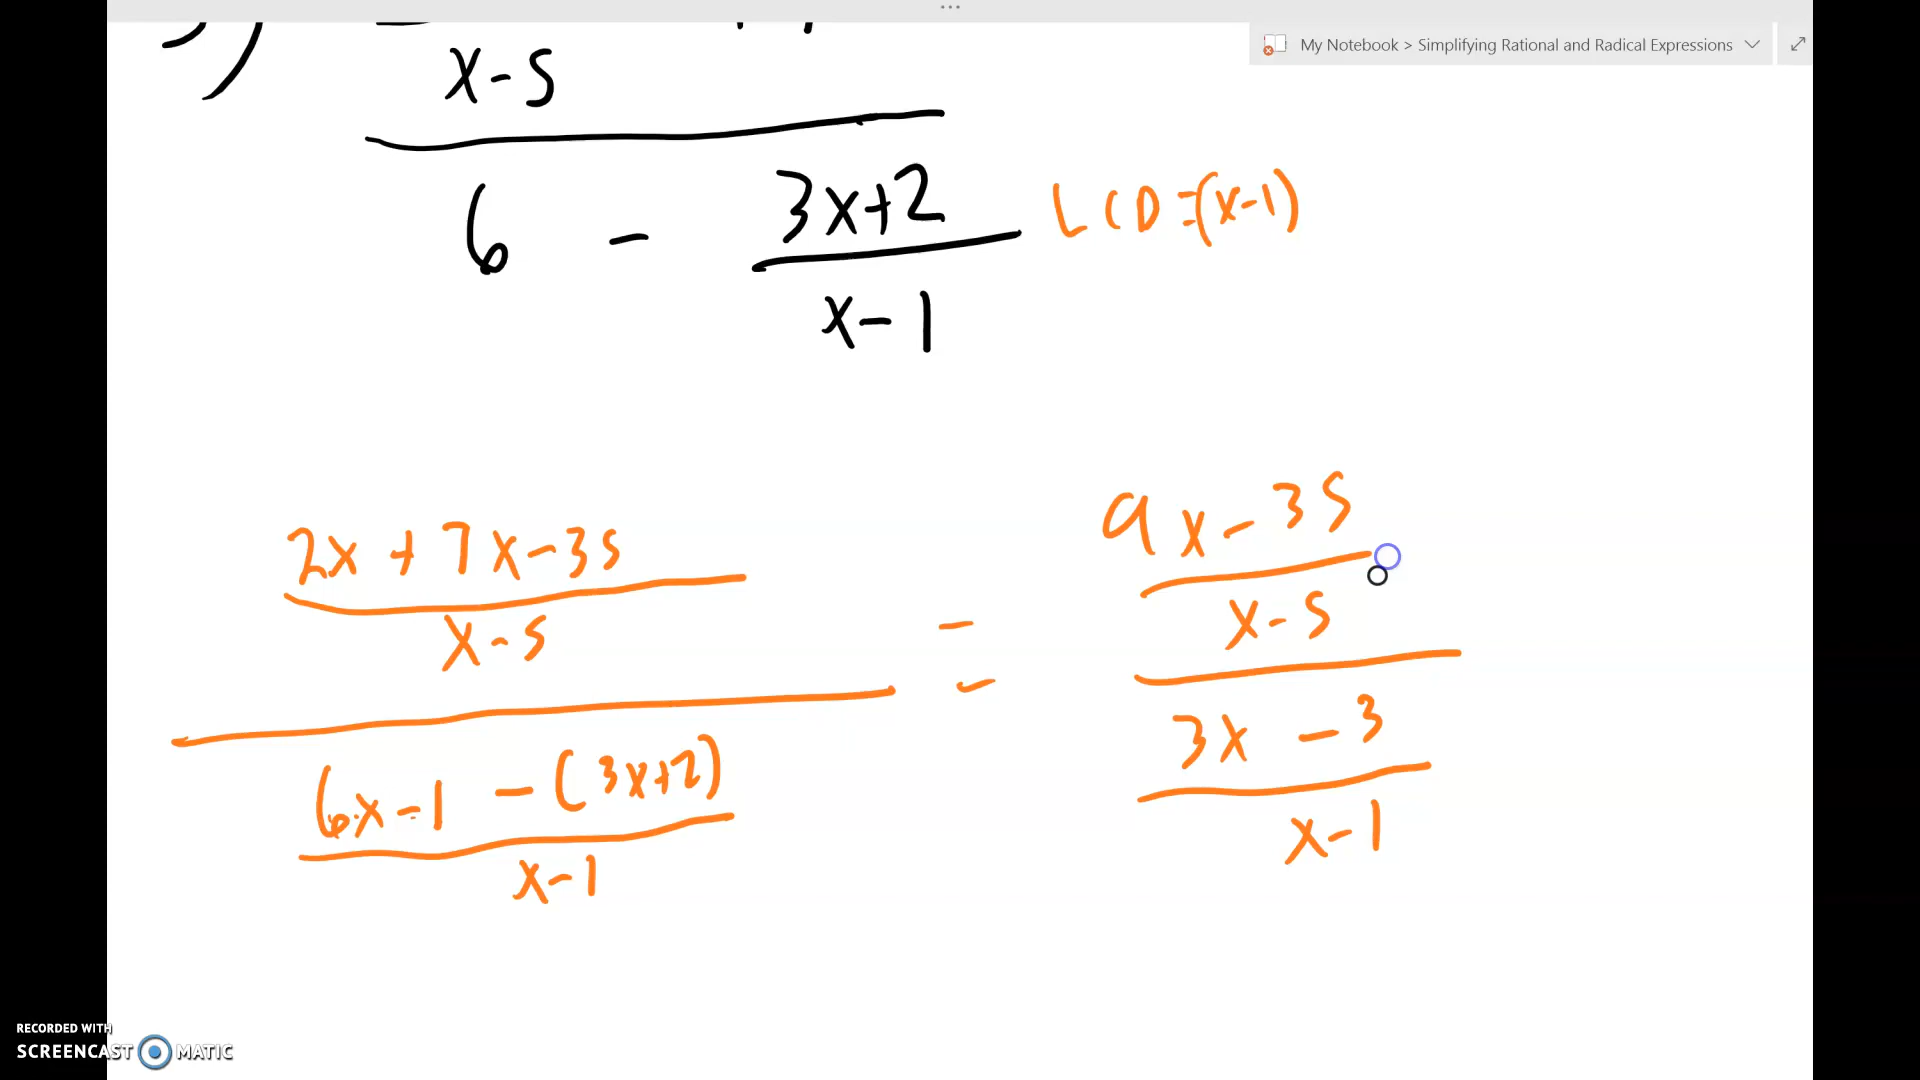 My Notebook > Simplifying Rational and Radical Expressions
x-5
6 - 3x+2
x-1
LCD=(x-1)
2x+7x-35
x-5
6x-1 -(3x+2)
x-1
=
9x-35
x-5
3x-3
x-1
RECORDED WITH
SCREENCAST MATIC